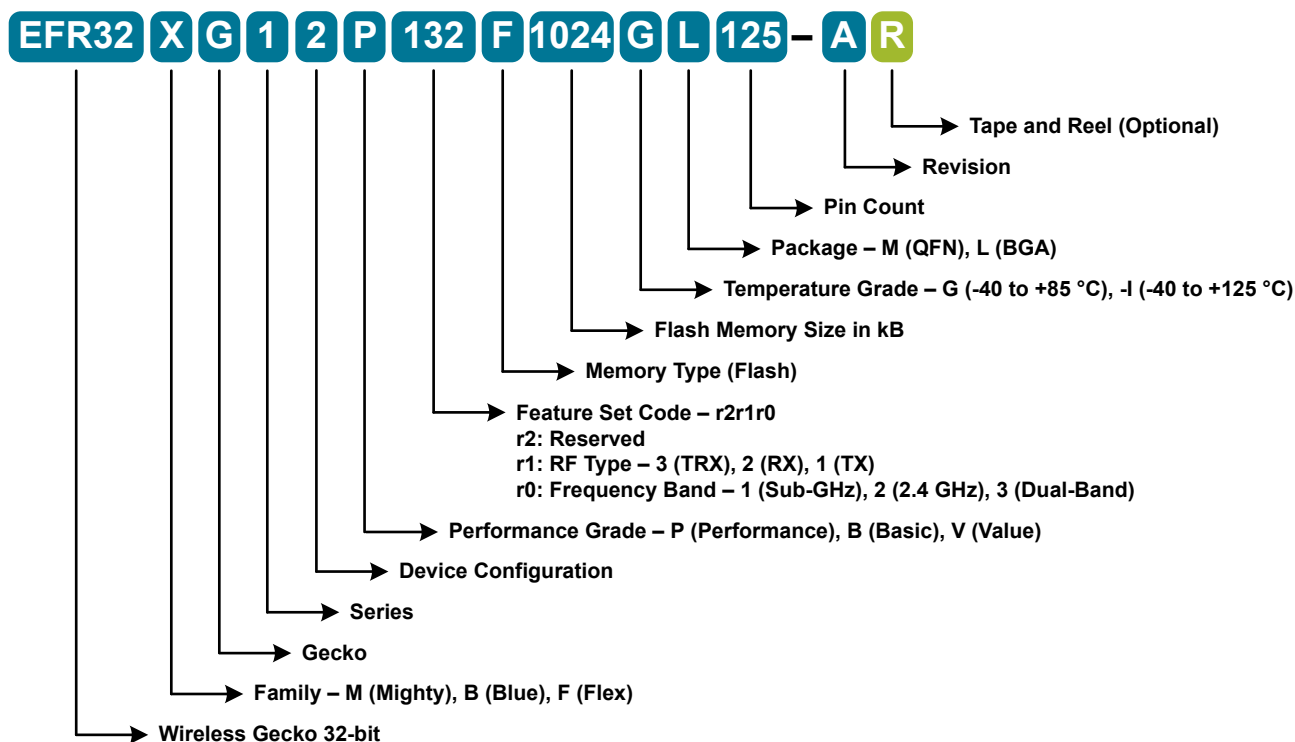 EFR32 X G 1 2 P 132 F 1024 G L 125 – A R
Tape and Reel (Optional)
Revision
Pin Count
Package – M (QFN), L (BGA)
Temperature Grade – G (-40 to +85 °C), -I (-40 to +125 °C)
Flash Memory Size in kB
Memory Type (Flash)
Feature Set Code – r2r1r0
r2: Reserved
r1: RF Type – 3 (TRX), 2 (RX), 1 (TX)
r0: Frequency Band – 1 (Sub-GHz), 2 (2.4 GHz), 3 (Dual-Band)
Performance Grade – P (Performance), B (Basic), V (Value)
Device Configuration
Series
Gecko
Family – M (Mighty), B (Blue), F (Flex)
Wireless Gecko 32-bit